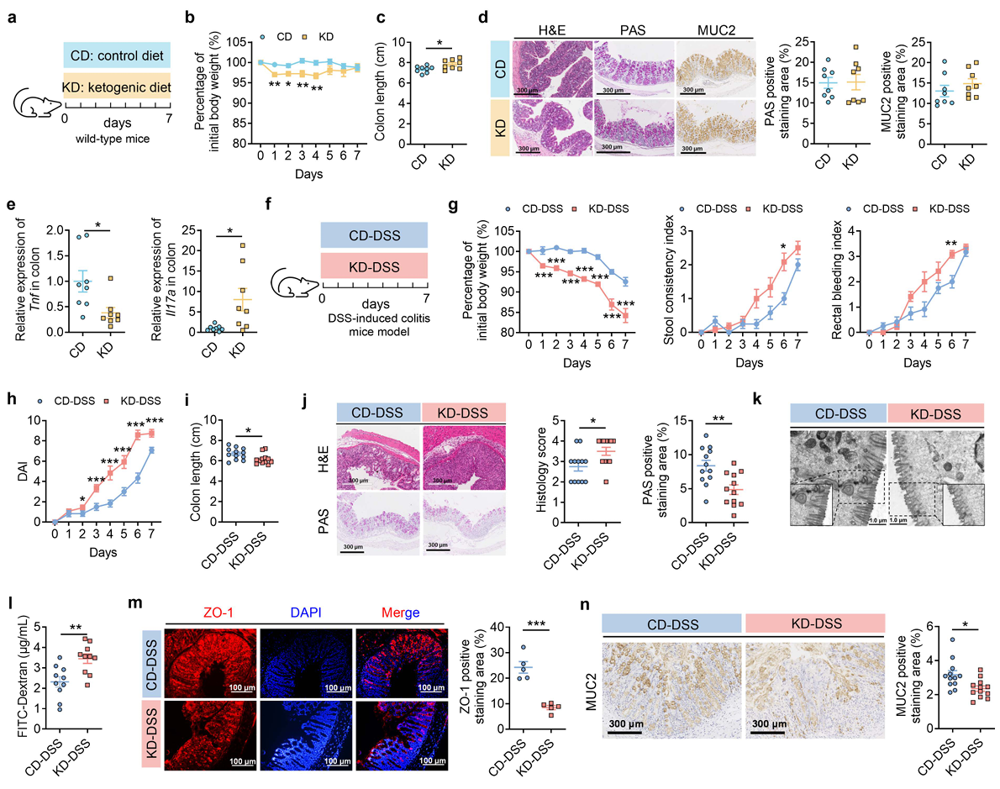 a
CD: control diet
KD: ketogenic diet
0 7
days
wild-type mice
b
CD KD
Percentage of
initial body weight (%)
105
100
95
90
85
80
** * ** **
0 1 2 3 4 5 6 7
Days
c
Colon length (cm)
10
8
6
4
2
0
*
CD KD
d
H&E PAS MUC2
CD
300 µm 300 µm 300 µm
KD
300 µm 300 µm 300 µm
PAS positive
staining area (%)
25
20
15
10
5
0
CD KD
MUC2 positive
staining area (%)
25
20
15
10
5
0
CD KD
e
Relative expression of
Tnf in colon
2.0
1.5
1.0
0.5
0.0
*
CD KD
Relative expression of
Il17a in colon
25
20
15
10
5
0
*
CD KD
f
CD-DSS
KD-DSS
0 7
days
DSS-induced colitis
mice model
g
CD-DSS KD-DSS
Percentage of
initial body weight (%)
105
100
95
90
85
80
*** *** *** *** *** *** ***
0 1 2 3 4 5 6 7
Days
CD-DSS KD-DSS
Stool consistency index
3
2
1
0
*
0 1 2 3 4 5 6 7
Days
CD-DSS KD-DSS
Rectal bleeding index
4
3
2
1
0
**
0 1 2 3 4 5 6 7
Days
h
CD-DSS KD-DSS
DAI
10
8
6
4
2
0
* *** *** *** *** ***
0 1 2 3 4 5 6 7
Days
i
Colon length (cm)
10
8
6
4
2
0
*
CD-DSS KD-DSS
j
CD-DSS KD-DSS
H&E
300 µm 300 µm
PAS
300 µm 300 µm
Histology score
5
4
3
2
1
0
*
CD-DSS KD-DSS
PAS positive
staining area (%)
15
10
5
0
**
CD-DSS KD-DSS
k
CD-DSS KD-DSS
1.0 µm 1.0 µm
l
FITC-Dextran (µg/mL)
5
4
3
2
1
0
**
CD-DSS KD-DSS
m
ZO-1 DAPI Merge
CD-DSS
100 µm 100 µm 100 µm
KD-DSS
100 µm 100 µm 100 µm
ZO-1 positive
staining area (%)
40
30
20
10
0
***
CD-DSS KD-DSS
n
CD-DSS KD-DSS
MUC2
300 µm 300 µm
MUC2 positive
staining area (%)
6
4
2
0
*
CD-DSS KD-DSS